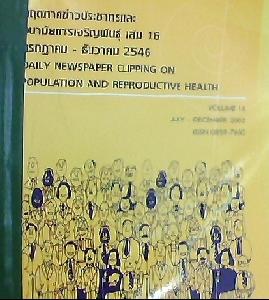 ฤตภาคข่าวประชากรและ
อนามัยการเจริญพันธุ์ เล่ม 16
กรกฎาคม - ธันวาคม 2546
DAILY NEWSPAPER CLIPPING ON
POPULATION AND REPRODUCTIVE HEALTH
VOLUME 16
JULY - DECEMBER 2003
ISSN 0859-7960